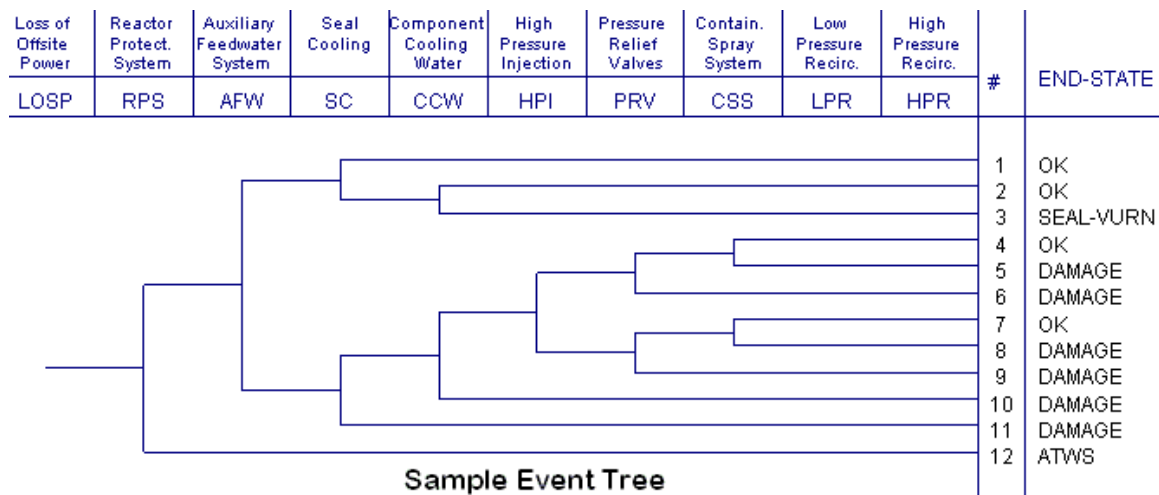 Loss of Offsite Power
Reactor Protect. System
Auxiliary Feedwater System
Seal Cooling
Component Cooling Water
High Pressure Injection
Pressure Relief Valves
Contain. Spray System
Low Pressure Recirc.
High Pressure Recirc.
#
END-STATE
LOSP RPS AFW SC CCW HPI PRV CSS LPR HPR
1 OK
2 OK
3 SEAL-VURN
4 OK
5 DAMAGE
6 DAMAGE
7 OK
8 DAMAGE
9 DAMAGE
10 DAMAGE
11 DAMAGE
12 ATWS
Sample Event Tree